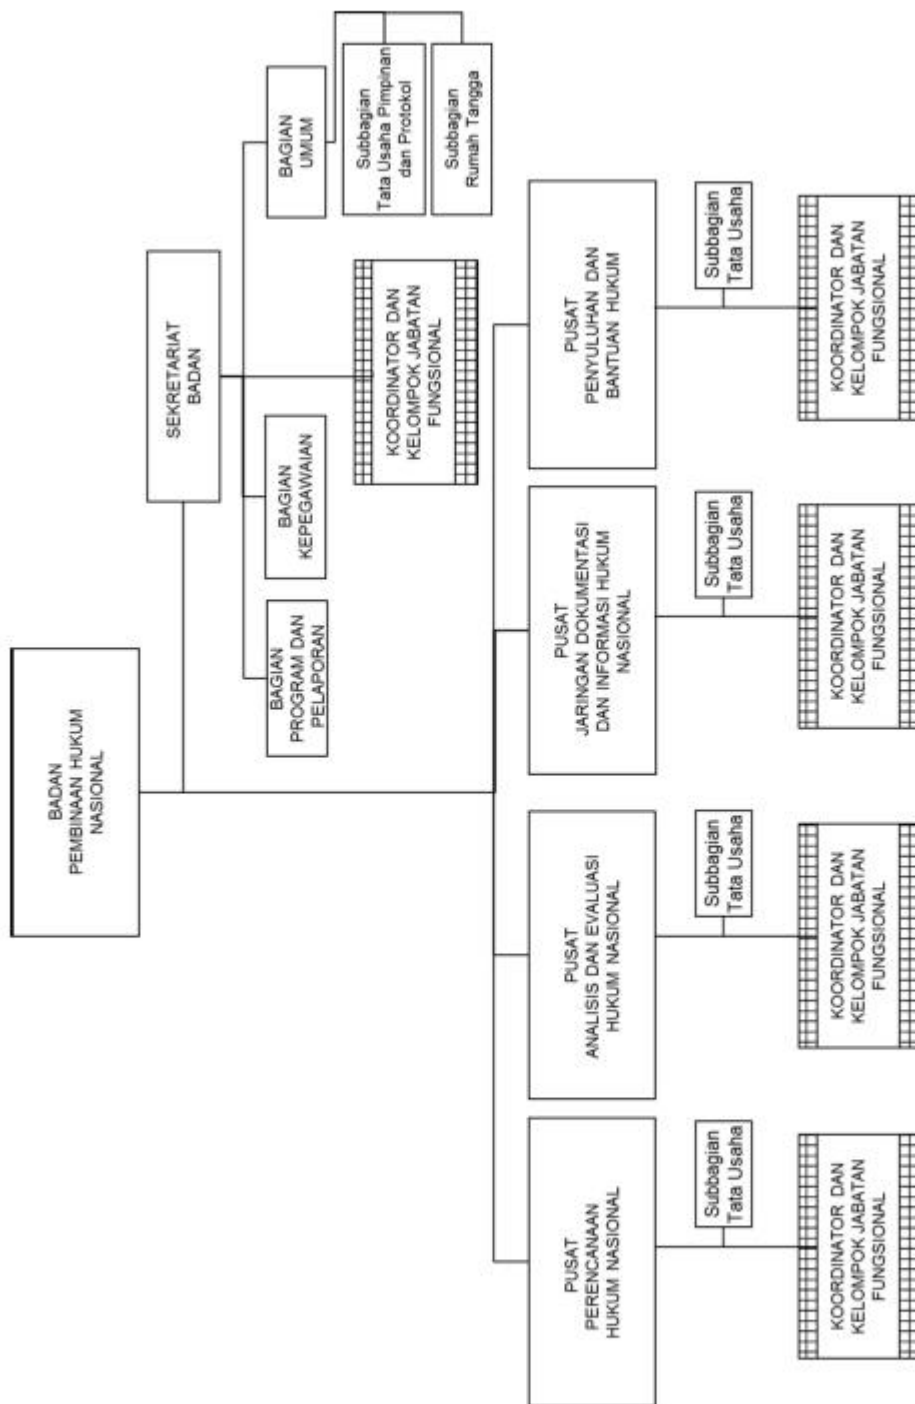 BADAN
PEMBINAAN HUKUM
NASIONAL
SEKRETARIAT
BADAN
BAGIAN
PROGRAM DAN
PELAPORAN
BAGIAN
KEPEGAWAIAN
BAGIAN
UMUM
KOORDINATOR DAN
KELOMPOK JABATAN
FUNGSIONAL
Subbagian
Tata Usaha Pimpinan
dan Protokol
Subbagian
Rumah Tangga
PUSAT
PERENCANAAN
HUKUM NASIONAL
PUSAT
ANALISIS DAN EVALUASI
HUKUM NASIONAL
PUSAT
JARINGAN DOKUMENTASI
DAN INFORMASI HUKUM
NASIONAL
PUSAT
PENYULUHAN DAN
BANTUAN HUKUM
Subbagian
Tata Usaha
Subbagian
Tata Usaha
Subbagian
Tata Usaha
Subbagian
Tata Usaha
KOORDINATOR DAN
KELOMPOK JABATAN
FUNGSIONAL
KOORDINATOR DAN
KELOMPOK JABATAN
FUNGSIONAL
KOORDINATOR DAN
KELOMPOK JABATAN
FUNGSIONAL
KOORDINATOR DAN
KELOMPOK JABATAN
FUNGSIONAL